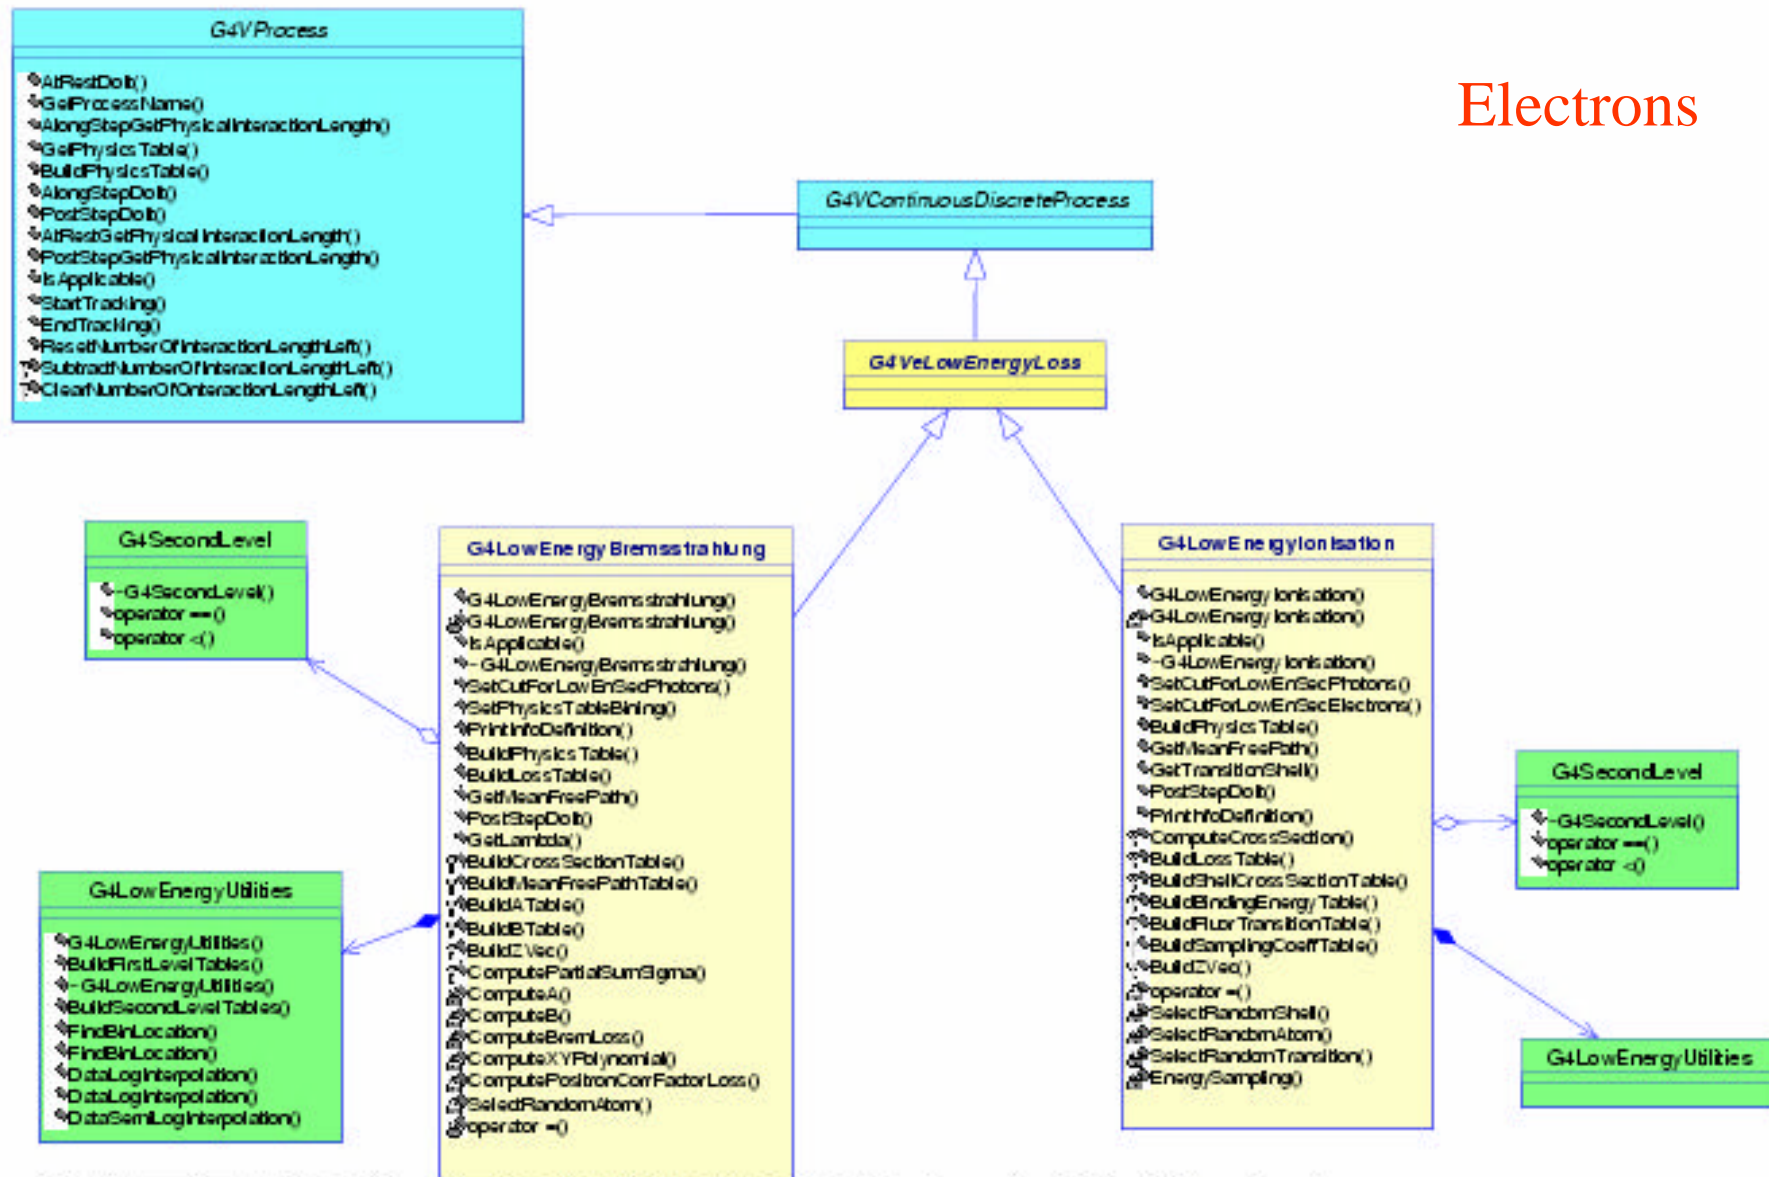 G4VProcess
AtRestDoIt()
GetProcessName()
AlongStepGetPhysicalInteractionLength()
GetPhysicsTable()
BuildPhysicsTable()
AlongStepDoIt()
PostStepDoIt()
AtRestGetPhysicalInteractionLength()
PostStepGetPhysicalInteractionLength()
IsApplicable()
StartTracking()
EndTracking()
ResetNumberOfInteractionLengthLeft()
SubtractNumberOfInteractionLengthLeft()
ClearNumberOfOnteractionLengthLeft()
Electrons
G4VContinuousDiscreteProcess
G4VeLowEnergyLoss
G4SecondLevel
~G4SecondLevel()
operator ==()
operator <()
G4LowEnergyBremsstrahlung
G4LowEnergyBremsstrahlung()
G4LowEnergyBremsstrahlung()
IsApplicable()
~G4LowEnergyBremsstrahlung()
SetCutForLowEnSecPhotons()
SetPhysicsTableBining()
PrintInfoDefinition()
BuildPhysicsTable()
BuildLossTable()
GetMeanFreePath()
PostStepDoIt()
GetLambda()
BuildCrossSectionTable()
BuildMeanFreePathTable()
BuildATable()
BuildBTable()
BuildZVec()
ComputePartialSumSigma()
ComputeA()
ComputeB()
ComputeBremLoss()
ComputeXYPolynomial()
ComputePositronCorrFactorLoss()
SelectRandomAtom()
operator =()
G4LowEnergyIonisation
G4LowEnergyIonisation()
G4LowEnergyIonisation()
IsApplicable()
~G4LowEnergyIonisation()
SetCutForLowEnSecPhotons()
SetCutForLowEnSecElectrons()
BuildPhysicsTable()
GetMeanFreePath()
GetTransitionShell()
PostStepDoIt()
PrintInfoDefinition()
ComputeCrossSection()
BuildLossTable()
BuildShellCrossSectionTable()
BuildBindingEnergyTable()
BuildFluorTransitionTable()
BuildSamplingCoeffTable()
BuildZVec()
operator =()
SelectRandomShell()
SelectRandomAtom()
SelectRandomTransition()
EnergySampling()
G4SecondLevel
~G4SecondLevel()
operator ==()
operator <()
G4LowEnergyUtilities
G4LowEnergyUtilities()
BuildFirstLevelTables()
~G4LowEnergyUtilities()
BuildSecondLevelTables()
FindBinLocation()
FindBinLocation()
DataLogInterpolation()
DataLogInterpolation()
DataSemiLogInterpolation()
G4LowEnergyUtilities